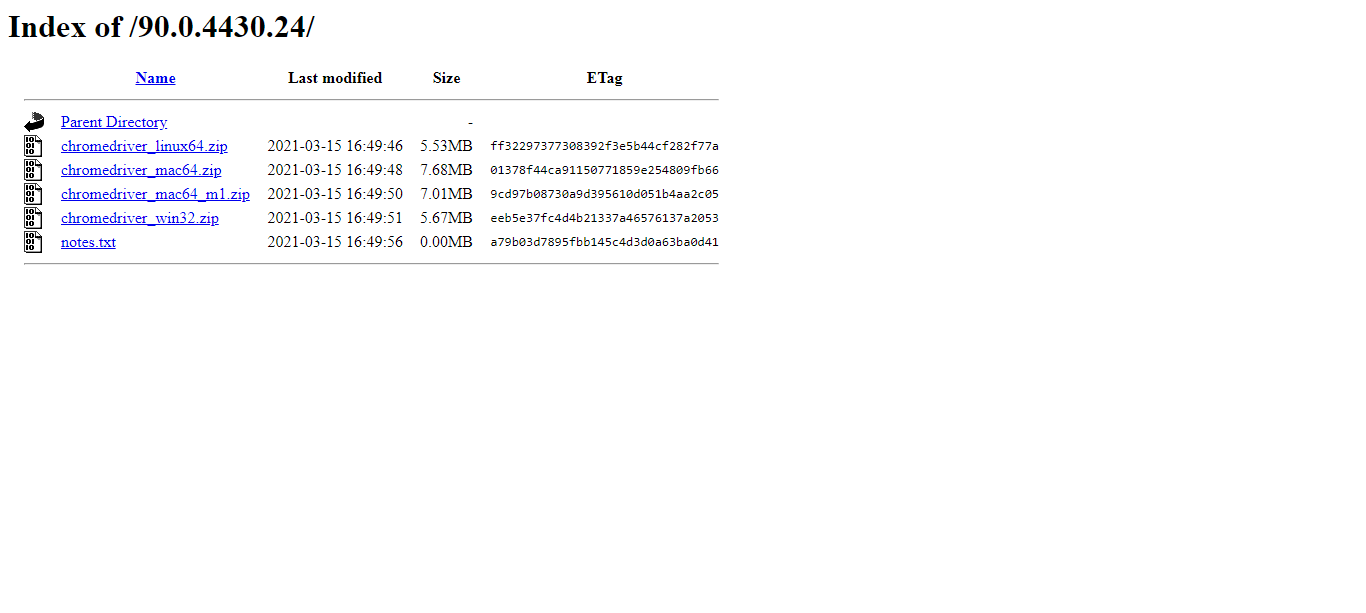 Index of /90.0.4430.24/
Name Last modified Size ETag
Parent Directory -
chromedriver_linux64.zip 2021-03-15 16:49:46 5.53MB ff32297377308392f3e5b44cf282f77a
chromedriver_mac64.zip 2021-03-15 16:49:48 7.68MB 01378f44ca91150771859e254809fb66
chromedriver_mac64_m1.zip 2021-03-15 16:49:50 7.01MB 9cd97b08730a9d395610d051b4aa2c05
chromedriver_win32.zip 2021-03-15 16:49:51 5.67MB eeb5e37fc4d4b21337a46576137a2053
notes.txt 2021-03-15 16:49:56 0.00MB a79b03d7895fbb145c4d3d0a63ba0d41